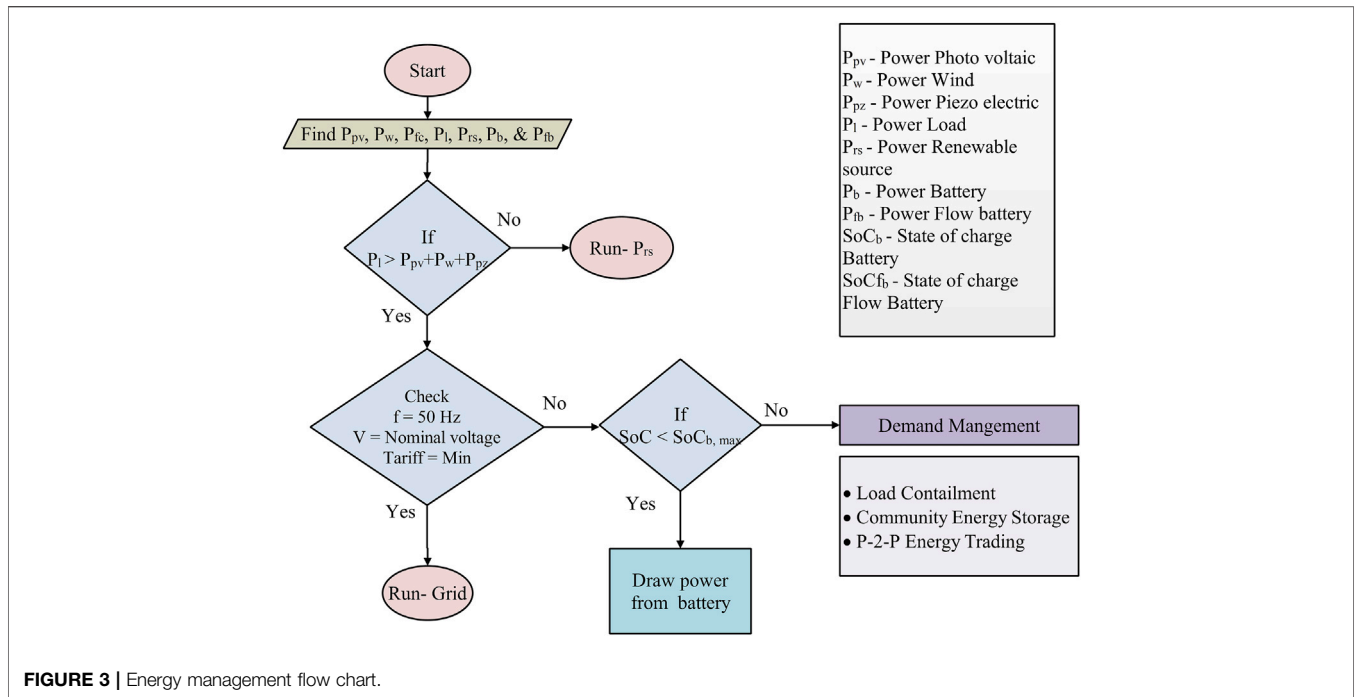 Start
Find Ppv, Pw, Pfc, Pl, Prs, Pb, & Pfb
If
Pl > Ppv+Pw+Ppz
No
Run- Prs
Yes
Check
f = 50 Hz
V = Nominal voltage
Tariff = Min
No
If
SoC < SoCb, max
No
Demand Mangement
• Load Contailment
• Community Energy Storage
• P-2-P Energy Trading
Yes
Run- Grid
Yes
Draw power
from battery
Ppv - Power Photo voltaic
Pw - Power Wind
Ppz - Power Piezo electric
Pl - Power Load
Prs - Power Renewable
source
Pb - Power Battery
Pfb - Power Flow battery
SoCb - State of charge
Battery
SoCfb - State of charge
Flow Battery
FIGURE 3 | Energy management flow chart.